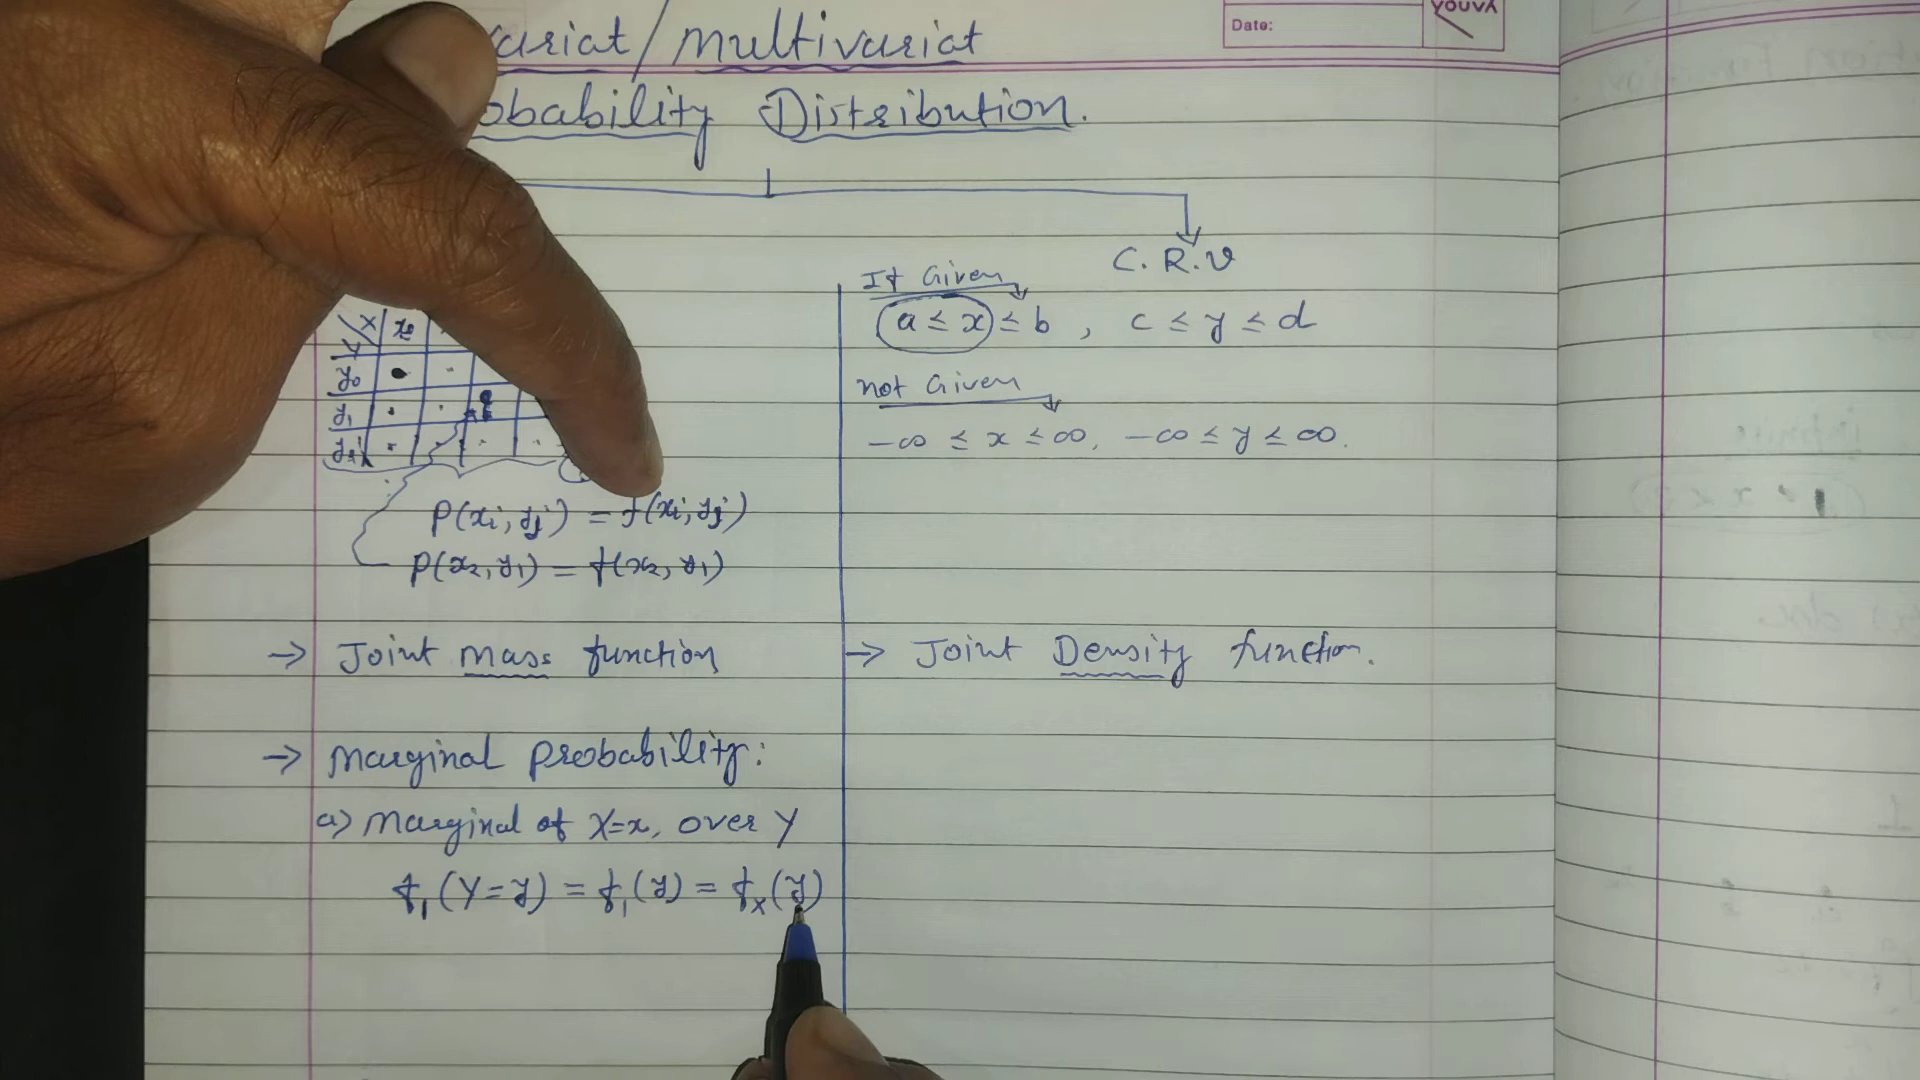 ariat/multivariat
YOUVA
Date:
obability Distribution.
C. R. V
If Given
a ≤ x ≤ b , c ≤ y ≤ d
not Given
-∞ ≤ x ≤ ∞, -∞ ≤ y ≤ ∞.
y/x x₀
y₀
y₁
P(xi, yj) = f(xi, yj)
P(x₂, y₁) = f(x₂, y₁)
→ Joint mass function
→ Joint Density function.
→ Marginal Probability:
a) Marginal of X=x, over Y
f₁(Y=y) = f₁(y) = fₓ(y)